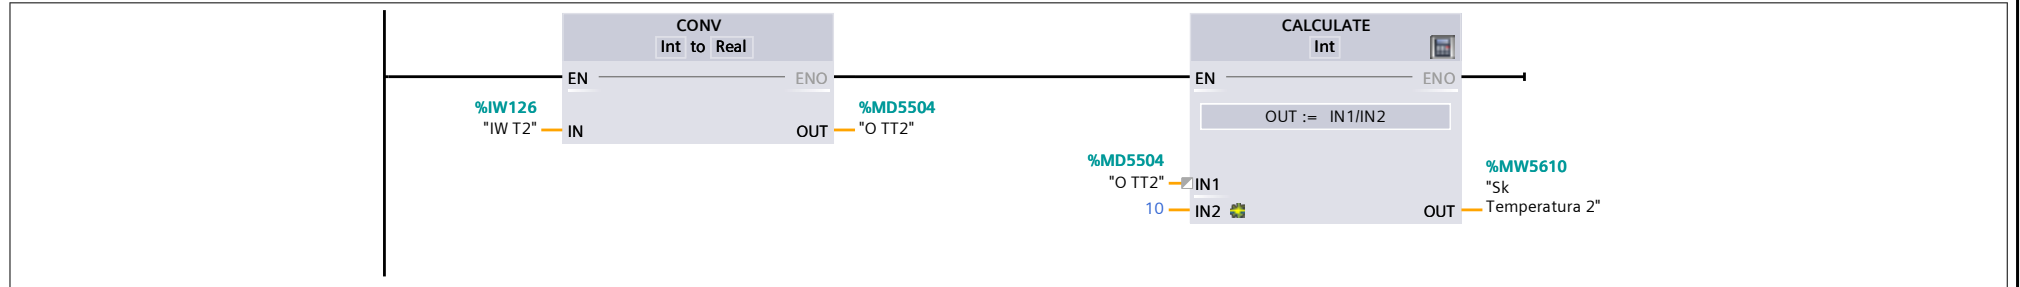 CONV
Int to Real
EN ENO
%IW126
"IW T2" IN
OUT
%MD5504
"O TT2"
CALCULATE
Int
EN ENO
OUT := IN1/IN2
%MD5504
"O TT2" IN1
10 IN2
OUT
%MW5610
"Sk
Temperatura 2"